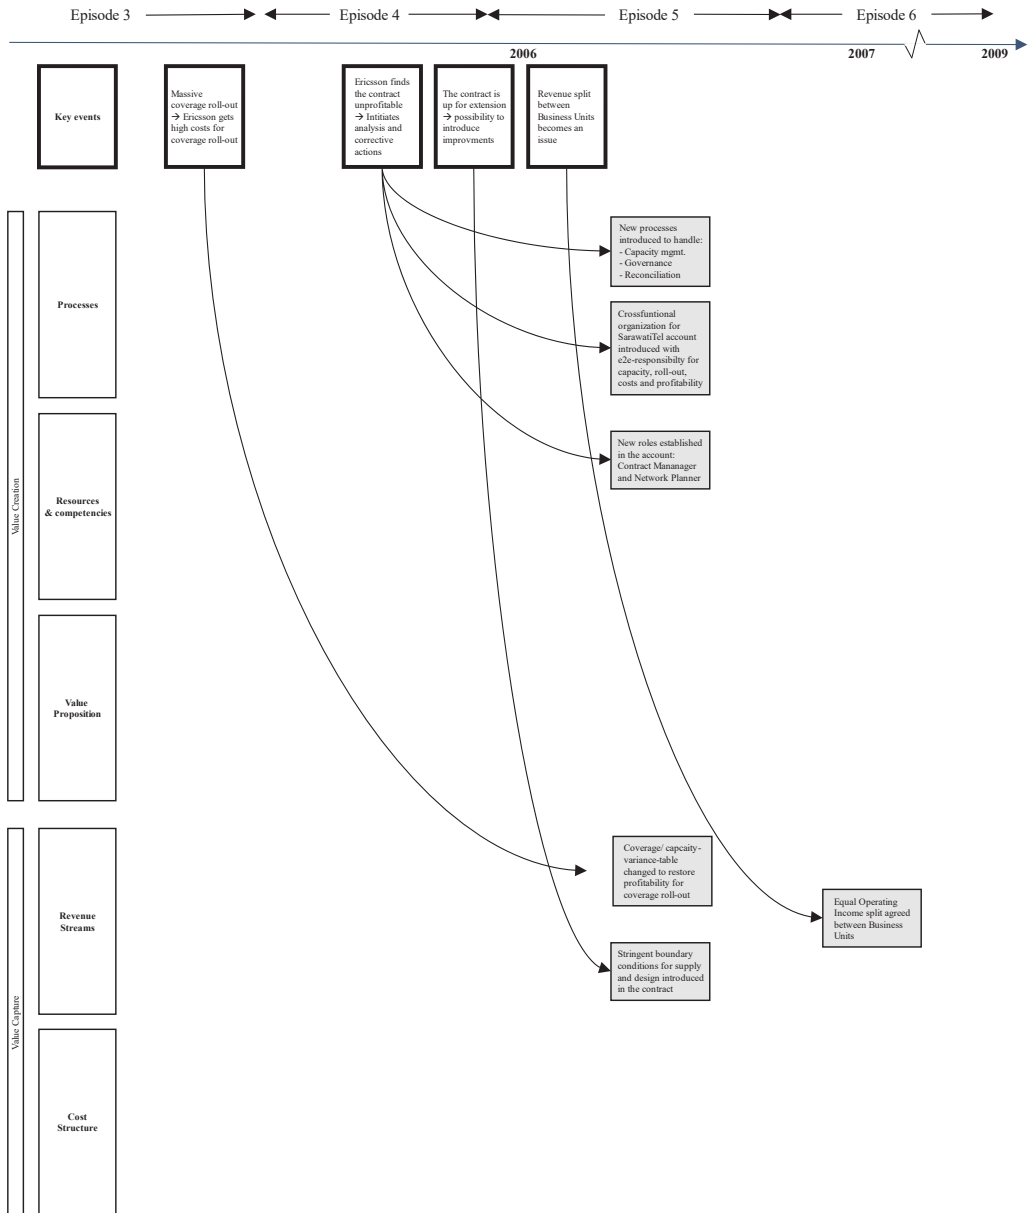 Episode 3
Episode 4
Episode 5
Episode 6
2006
2007
2009
Key events
Massive
coverage roll-out
→ Ericsson gets
high costs for
coverage roll-out
Ericsson finds
the contract
unprofitable
→ Intitiates
analysis and
corrective
actions
The contract is
up for extension
→ possibility to
introduce
improvments
Revenue split
between
Business Units
becomes an
issue
Value Creation
Processes
New processes
introduced to handle:
- Capacity mgmt.
- Governance
- Reconciliation
Crossfuntional
organization for
SarawatiTel account
introduced with
e2e-responsibilty for
capacity, roll-out,
costs and profitability
Resources
& competencies
New roles established
in the account:
Contract Mananager
and Network Planner
Value
Proposition
Value Capture
Revenue
Streams
Coverage/ capcaity-
variance-table
changed to restore
profitability for
coverage roll-out
Equal Operating
Income split agreed
between Business
Units
Stringent boundary
conditions for supply
and design introduced
in the contract
Cost
Structure